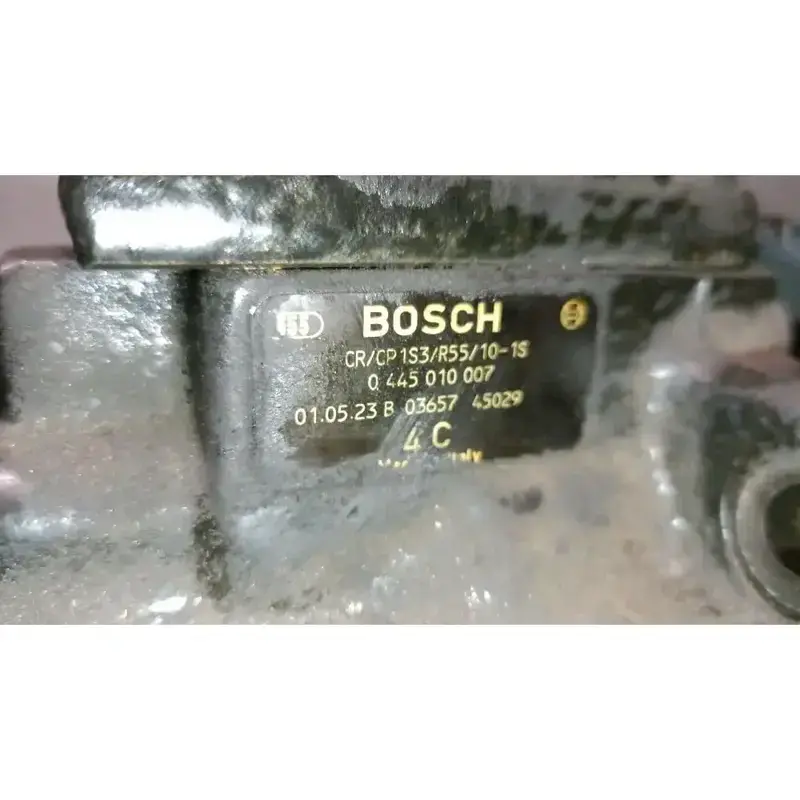 BOSCH
CR/CP1S3/R55/10-1S
0 445 010 007
01.05.23 B 03657 45029
4 C